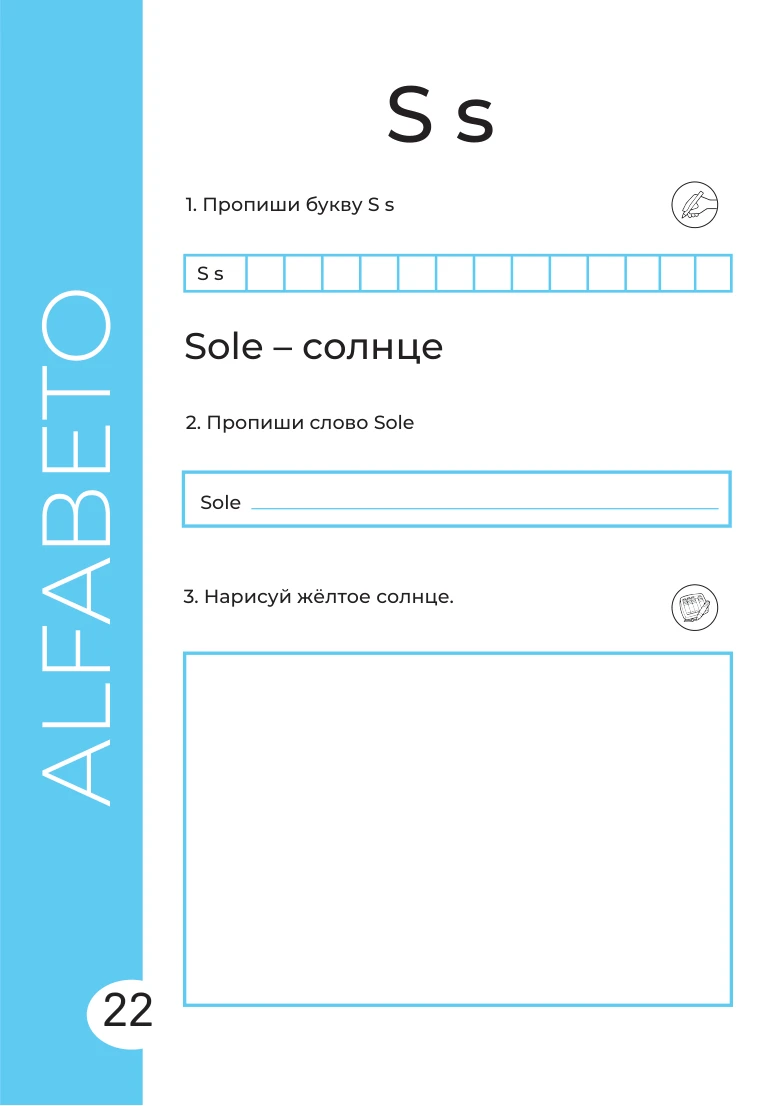 S s
1. Пропиши букву S s
S s
Sole – солнце
2. Пропиши слово Sole
Sole
3. Нарисуй жёлтое солнце.
ALFABETO
22